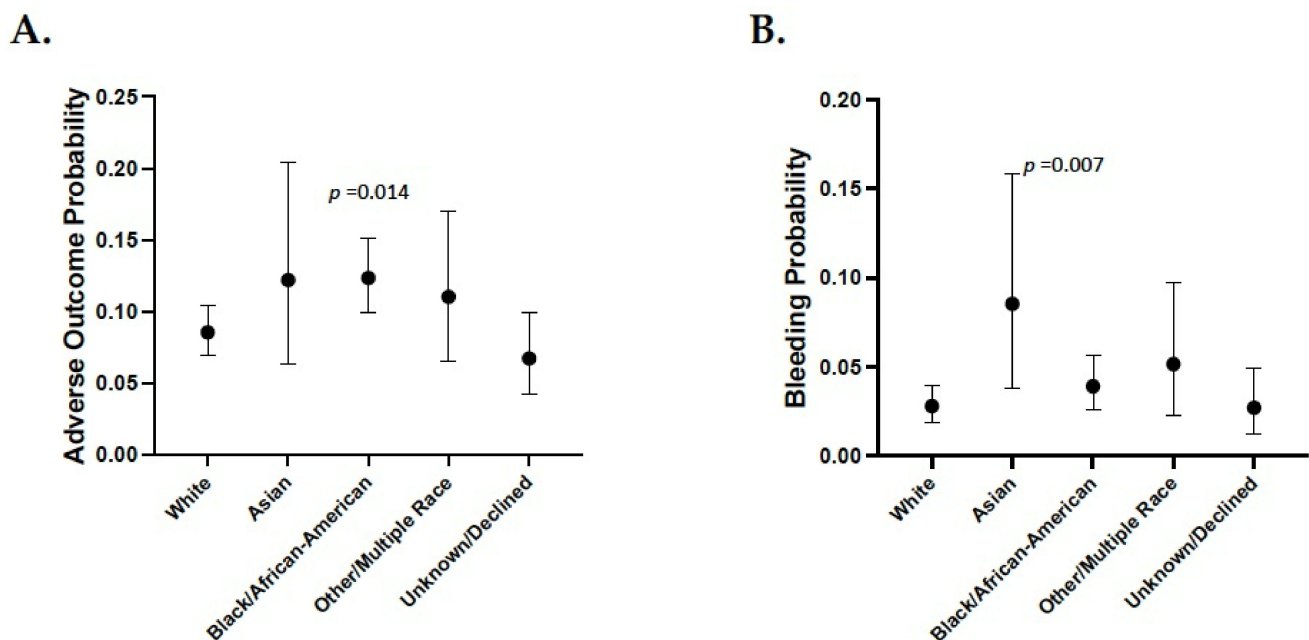 A.
Adverse Outcome Probability
0.25
0.20
0.15
0.10
0.05
0.00
p =0.014
White
Asian
Black/African-American
Other/Multiple Race
Unknown/Declined
B.
Bleeding Probability
0.20
0.15
0.10
0.05
0.00
p =0.007
White
Asian
Black/African-American
Other/Multiple Race
Unknown/Declined